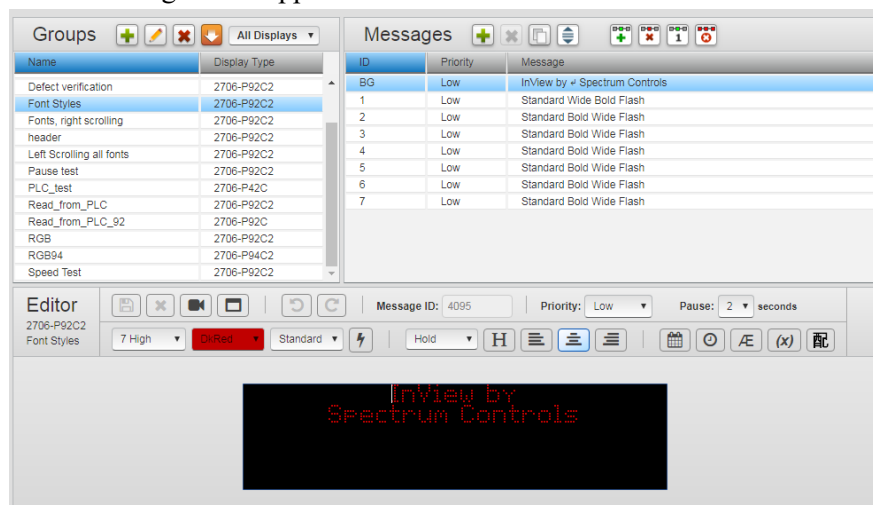 Groups All Displays
Name Display Type
Defect verification 2706-P92C2
Font Styles 2706-P92C2
Fonts, right scrolling 2706-P92C2
header 2706-P92C2
Left Scrolling all fonts 2706-P92C2
Pause test 2706-P92C2
PLC_test 2706-P42C
Read_from_PLC 2706-P92C2
Read_from_PLC_92 2706-P92C
RGB 2706-P92C2
RGB94 2706-P94C2
Speed Test 2706-P92C2
Messages 1
ID Priority Message
BG Low InView by ↲ Spectrum Controls
1 Low Standard Wide Bold Flash
2 Low Standard Bold Wide Flash
3 Low Standard Bold Wide Flash
4 Low Standard Bold Wide Flash
5 Low Standard Bold Wide Flash
6 Low Standard Bold Wide Flash
7 Low Standard Bold Wide Flash
Editor Message ID: 4095 Priority: Low Pause: 2 seconds
2706-P92C2
Font Styles
7 High DkRed Standard Hold H Æ (x) 配
InView by
Spectrum Controls